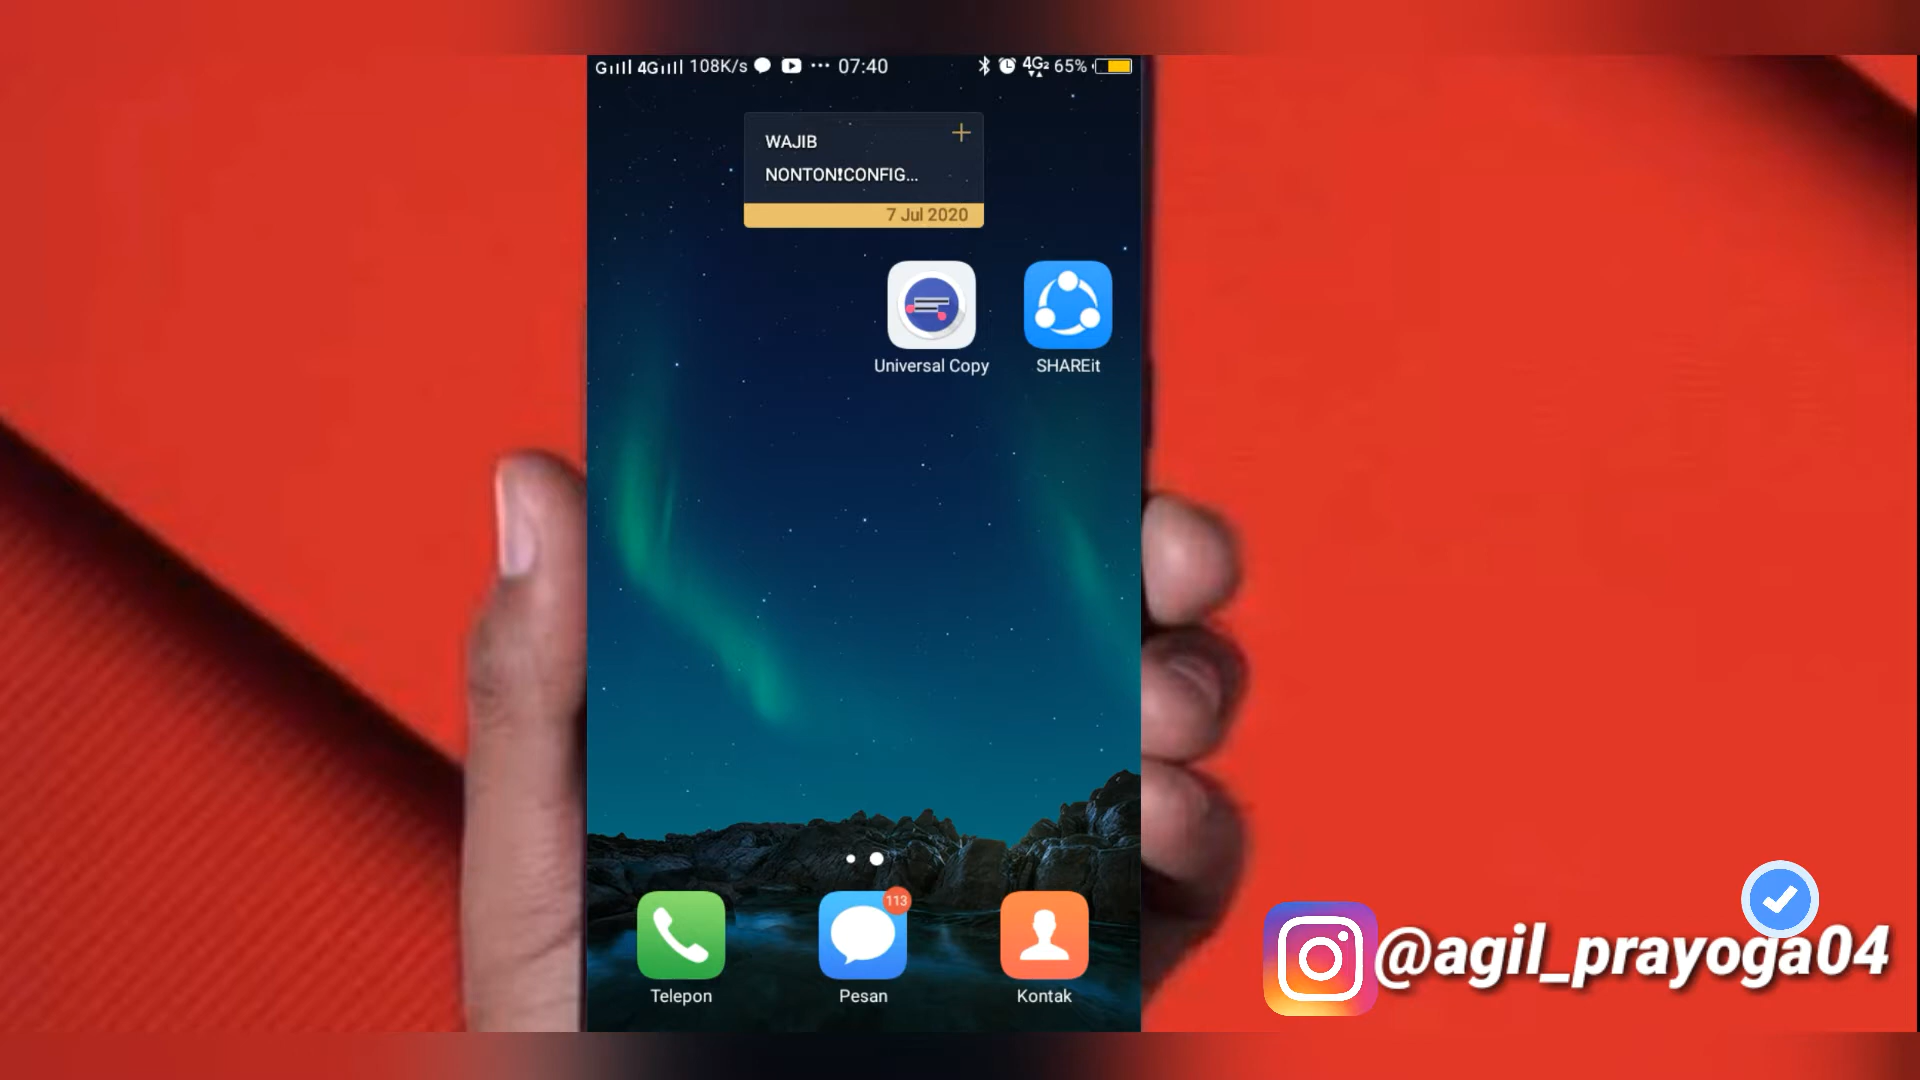 G 4G 108K/s ··· 07:40 4G2 65%
WAJIB
NONTON!CONFIG...
7 Jul 2020
Universal Copy
SHAREit
113
Telepon
Pesan
Kontak
@agil_prayoga04